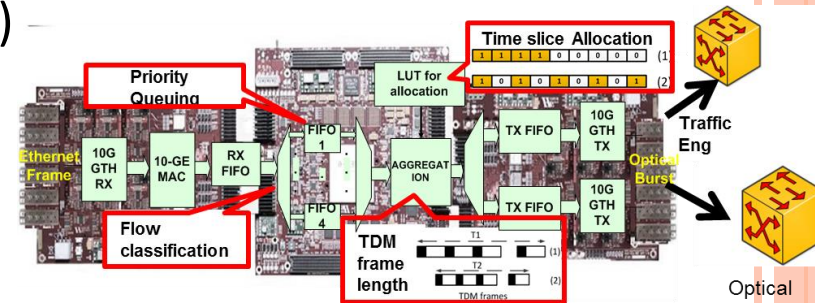 )
Time slice Allocation
1 1 1 1 0 0 0 0 0 (1)
1 0 1 0 1 0 1 0 1 (2)
Priority
Queuing
LUT for
allocation
FIFO
1
TX FIFO
10G
GTH
TX
Traffic
Eng
Ethernet
Frame
10G
GTH
RX
10-GE
MAC
RX
FIFO
AGGREGAT
ION
Optical
Burst
FIFO
4
TX FIFO
10G
GTH
TX
Flow
classification
TDM
frame
length
T1
(1)
T2
(2)
TDM frames
Optical